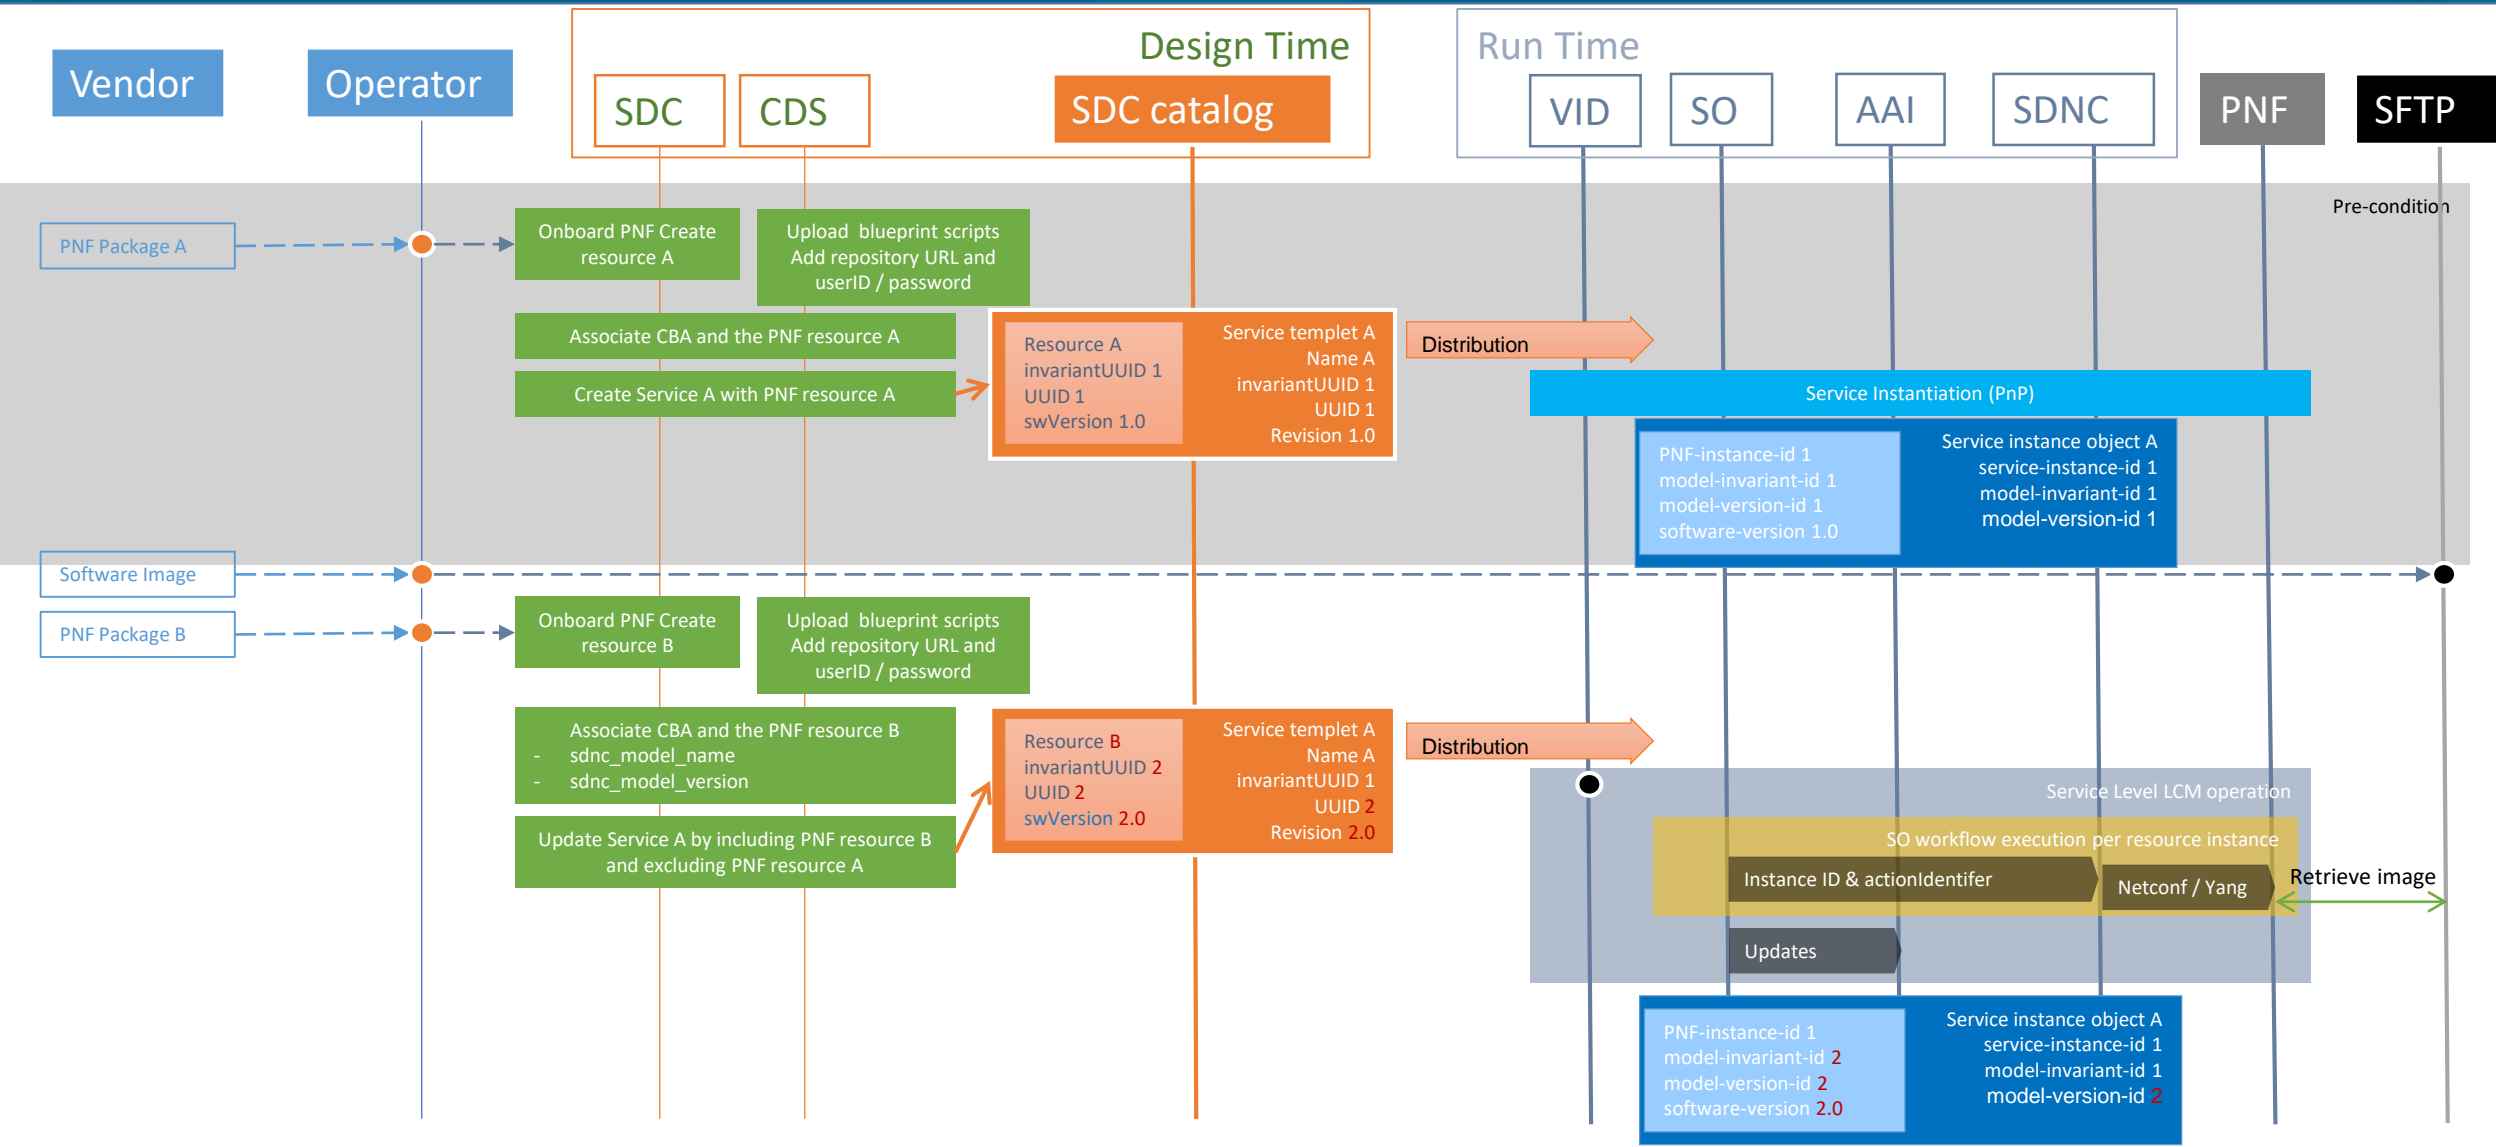 Design Time
Run Time
Vendor
Operator
SDC
CDS
SDC catalog
VID
SO
AAI
SDNC
PNF
SFTP
Pre-condition
PNF Package A
Onboard PNF Create
resource A
Upload blueprint scripts
Add repository URL and
userID / password
Associate CBA and the PNF resource A
Create Service A with PNF resource A
Resource A
invariantUUID 1
UUID 1
swVersion 1.0
Service templet A
Name A
invariantUUID 1
UUID 1
Revision 1.0
Distribution
Service Instantiation (PnP)
PNF-instance-id 1
model-invariant-id 1
model-version-id 1
software-version 1.0
Service instance object A
service-instance-id 1
model-invariant-id 1
model-version-id 1
Software Image
PNF Package B
Onboard PNF Create
resource B
Upload blueprint scripts
Add repository URL and
userID / password
Associate CBA and the PNF resource B
- sdnc_model_name
- sdnc_model_version
Update Service A by including PNF resource B
and excluding PNF resource A
Resource B
invariantUUID 2
UUID 2
swVersion 2.0
Service templet A
Name A
invariantUUID 1
UUID 2
Revision 2.0
Distribution
Service Level LCM operation
SO workflow execution per resource instance
Instance ID & actionIdentifer
Netconf / Yang
Retrieve image
Updates
PNF-instance-id 1
model-invariant-id 2
model-version-id 2
software-version 2.0
Service instance object A
service-instance-id 1
model-invariant-id 1
model-version-id 2